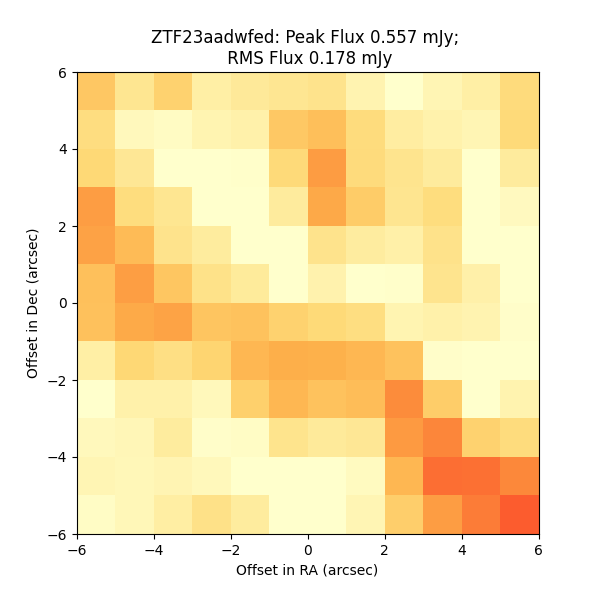 ZTF23aadwfed: Peak Flux 0.557 mJy;
RMS Flux 0.178 mJy
6
4
2
0
−2
−4
−6
Offset in Dec (arcsec)
−6 −4 −2 0 2 4 6
Offset in RA (arcsec)